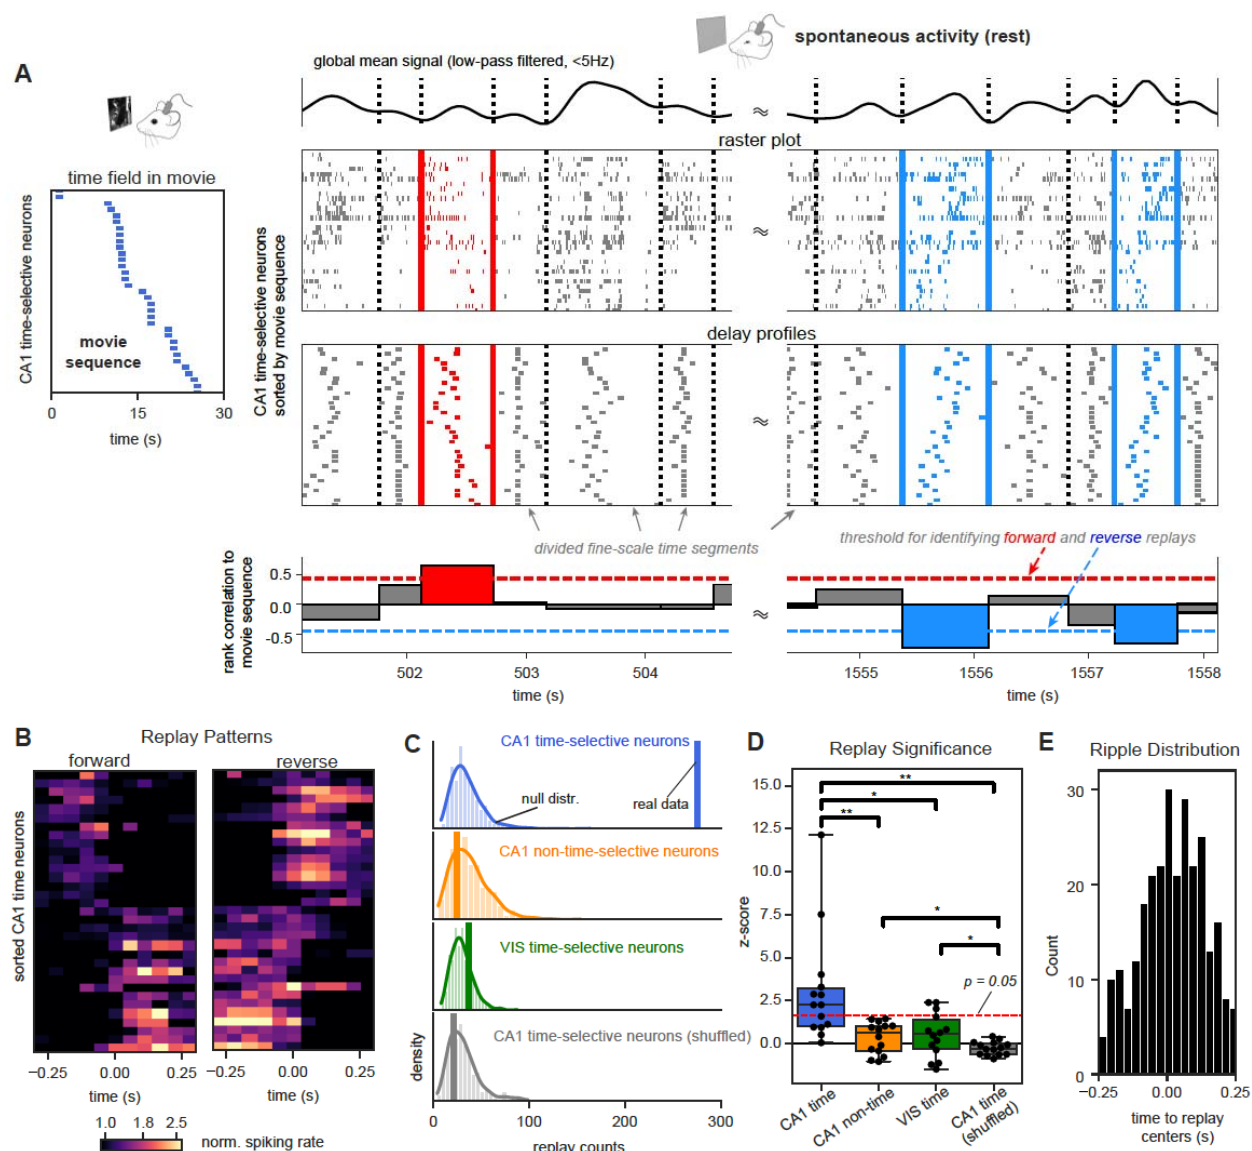 spontaneous activity (rest)
A
global mean signal (low-pass filtered, <5Hz)
≈
raster plot
time field in movie
CA1 time-selective neurons
movie
sequence
0 15 30
time (s)
CA1 time-selective neurons
sorted by movie sequence
≈
delay profiles
≈
divided fine-scale time segments
threshold for identifying forward and reverse replays
rank correlation to
movie sequence
0.5
0.0
-0.5
≈
502 503 504
time (s)
1555 1556 1557 1558
time (s)
B
Replay Patterns
forward reverse
sorted CA1 time neurons
−0.25 0.00 0.25
time (s)
−0.25 0.00 0.25
time (s)
1.0 1.8 2.5
norm. spiking rate
C
CA1 time-selective neurons
null distr.
real data
CA1 non-time-selective neurons
VIS time-selective neurons
CA1 time-selective neurons (shuffled)
density
0 100 200 300
replay counts
D
Replay Significance
z-score
15.0
12.5
10.0
7.5
5.0
2.5
0.0
**
*
**
*
*
p = 0.05
CA1 time
CA1 non-time
VIS time
CA1 time
(shuffled)
E
Ripple Distribution
Count
30
20
10
0
−0.25 0.00 0.25
time to replay
centers (s)